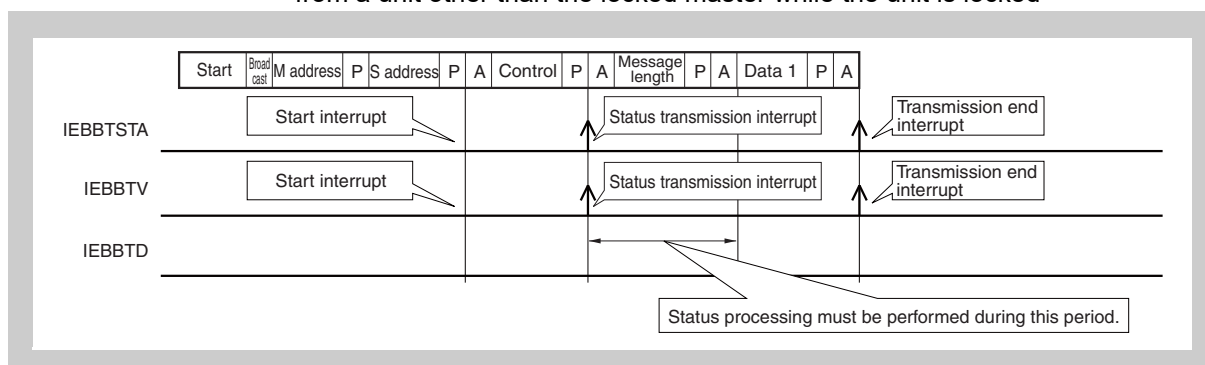 from a unit other than the locked master while the unit is locked
Start Broad cast M address P S address P A Control P A Message length P A Data 1 P A
IEBBTSTA
Start interrupt
Status transmission interrupt
Transmission end
interrupt
IEBBTV
Start interrupt
Status transmission interrupt
Transmission end
interrupt
IEBBTD
Status processing must be performed during this period.